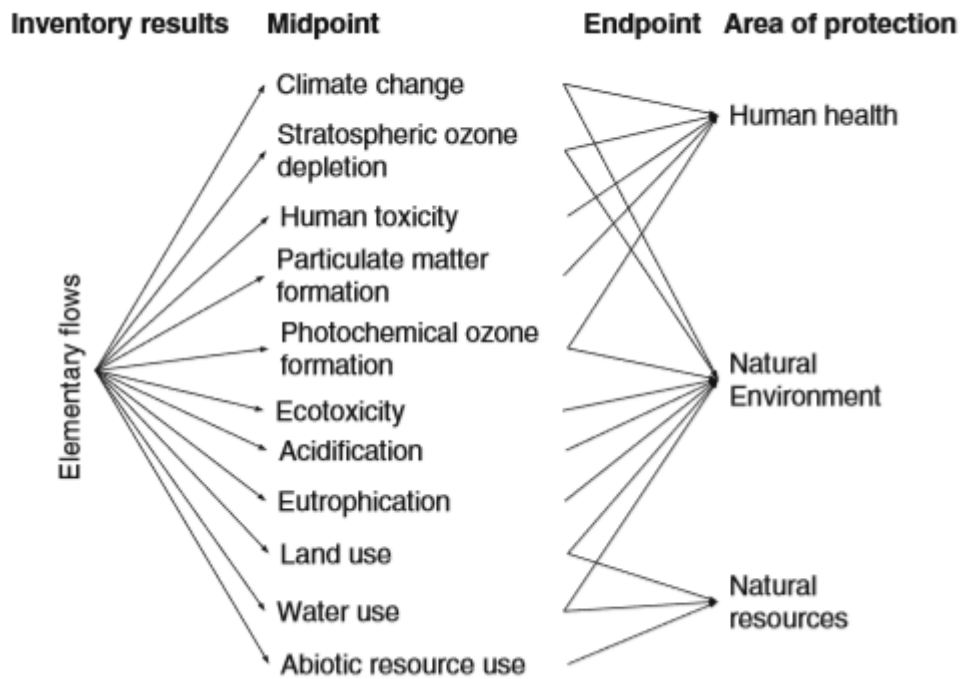 Inventory results Midpoint Endpoint Area of protection
Elementary flows
Climate change
Stratospheric ozone
depletion
Human toxicity
Particulate matter
formation
Photochemical ozone
formation
Ecotoxicity
Acidification
Eutrophication
Land use
Water use
Abiotic resource use
Human health
Natural
Environment
Natural
resources